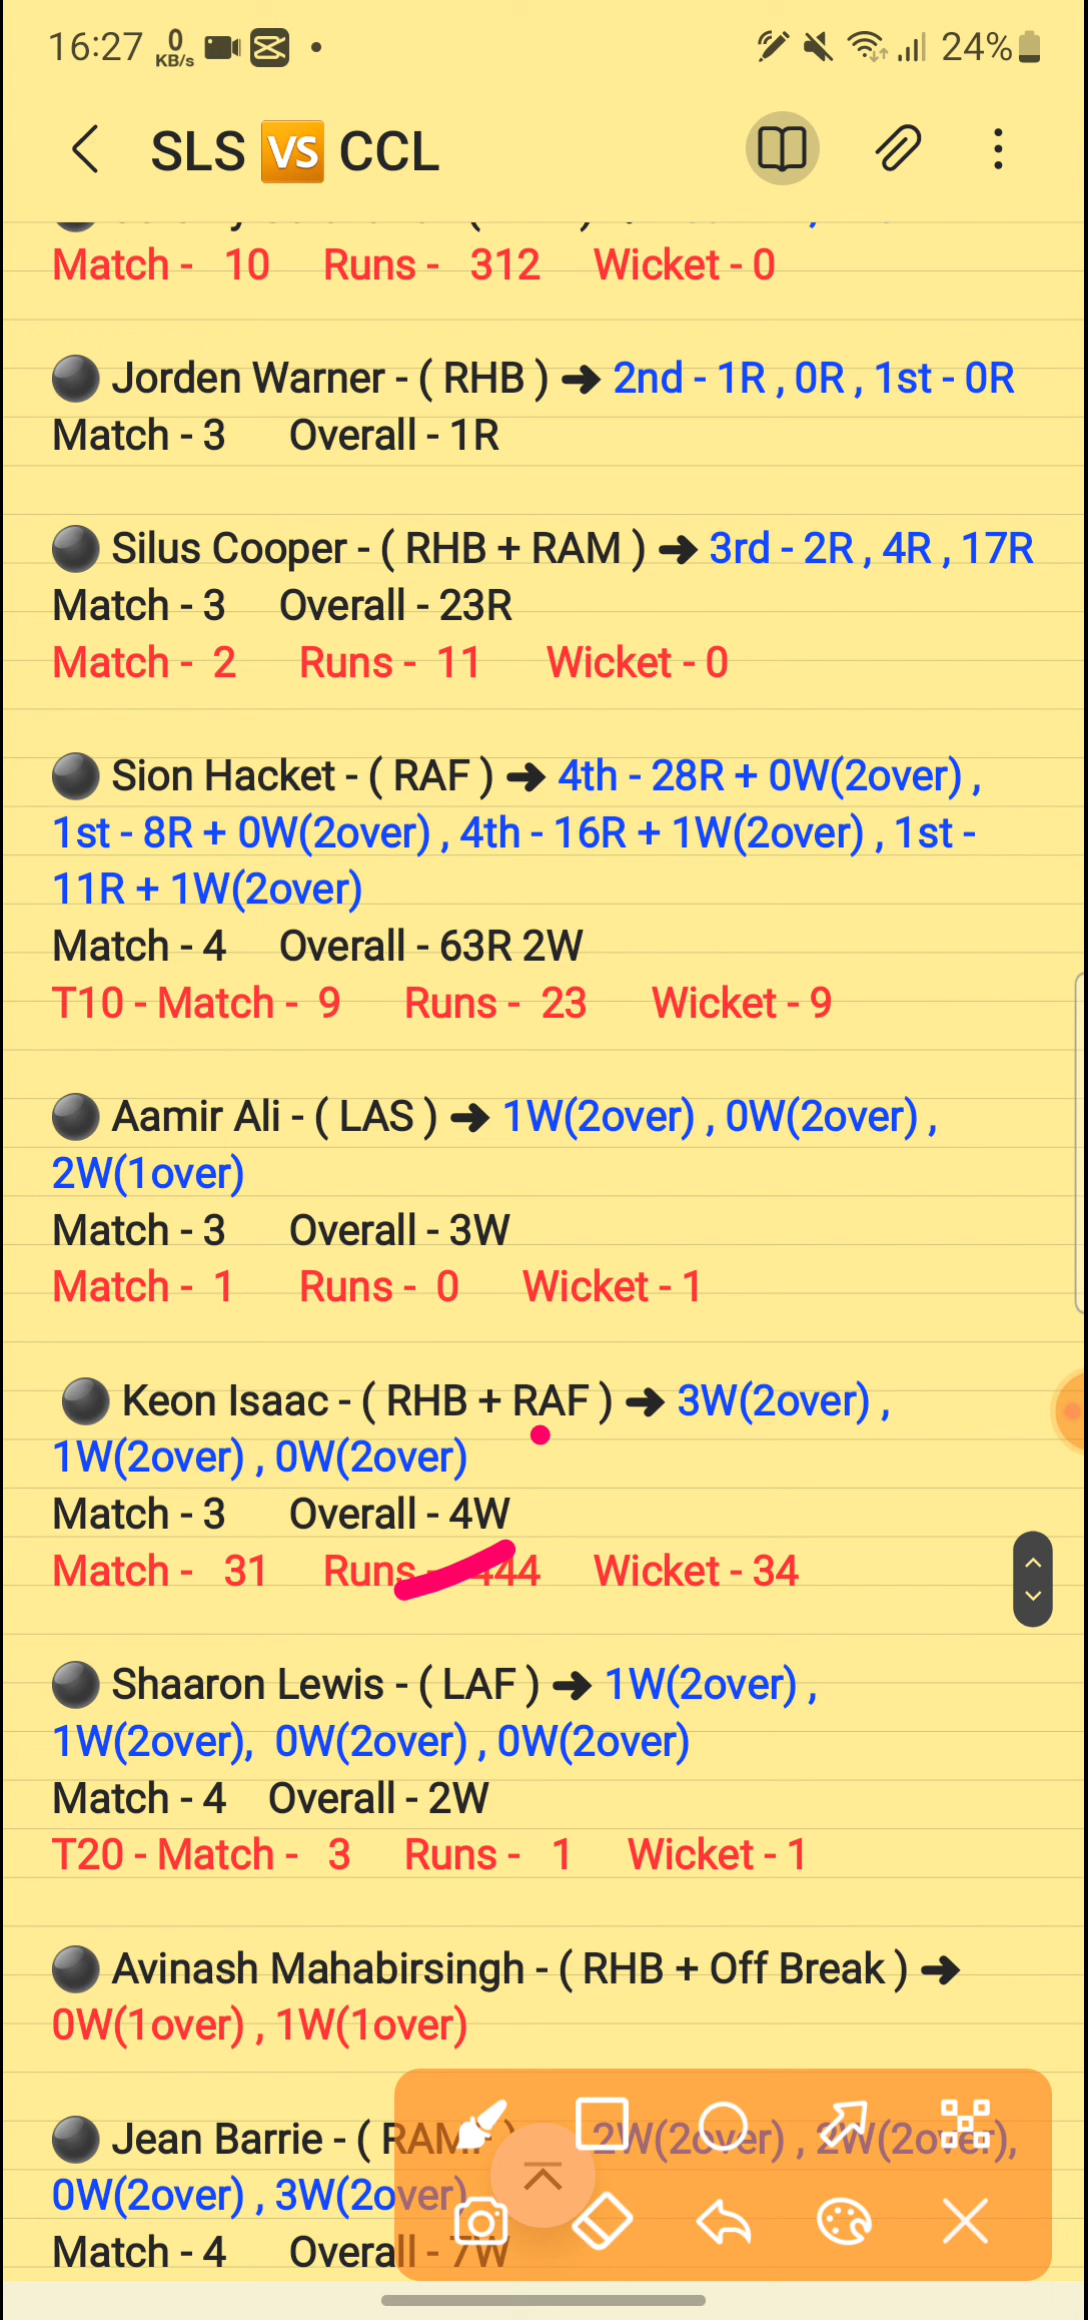 16:27 0 KB/s 24%
SLS VS CCL
Match - 10 Runs - 312 Wicket - 0
Jorden Warner - ( RHB ) ➔ 2nd - 1R , 0R , 1st - 0R
Match - 3 Overall - 1R
Silus Cooper - ( RHB + RAM ) ➔ 3rd - 2R , 4R , 17R
Match - 3 Overall - 23R
Match - 2 Runs - 11 Wicket - 0
Sion Hacket - ( RAF ) ➔ 4th - 28R + 0W(2over) ,
1st - 8R + 0W(2over) , 4th - 16R + 1W(2over) , 1st -
11R + 1W(2over)
Match - 4 Overall - 63R 2W
T10 - Match - 9 Runs - 23 Wicket - 9
Aamir Ali - ( LAS ) ➔ 1W(2over) , 0W(2over) ,
2W(1over)
Match - 3 Overall - 3W
Match - 1 Runs - 0 Wicket - 1
Keon Isaac - ( RHB + RAF ) ➔ 3W(2over) ,
1W(2over) , 0W(2over)
Match - 3 Overall - 4W
Match - 31 Runs - Wicket - 34
Shaaron Lewis - ( LAF ) ➔ 1W(2over) ,
1W(2over), 0W(2over) , 0W(2over)
Match - 4 Overall - 2W
T20 - Match - 3 Runs - 1 Wicket - 1
Avinash Mahabirsingh - ( RHB + Off Break ) ➔
0W(1over) , 1W(1over)
Jean Barrie - ( 2W(2over) , 2W(2over),
0W(2over) , 3W(2over)
Match - 4 Overall - 7W